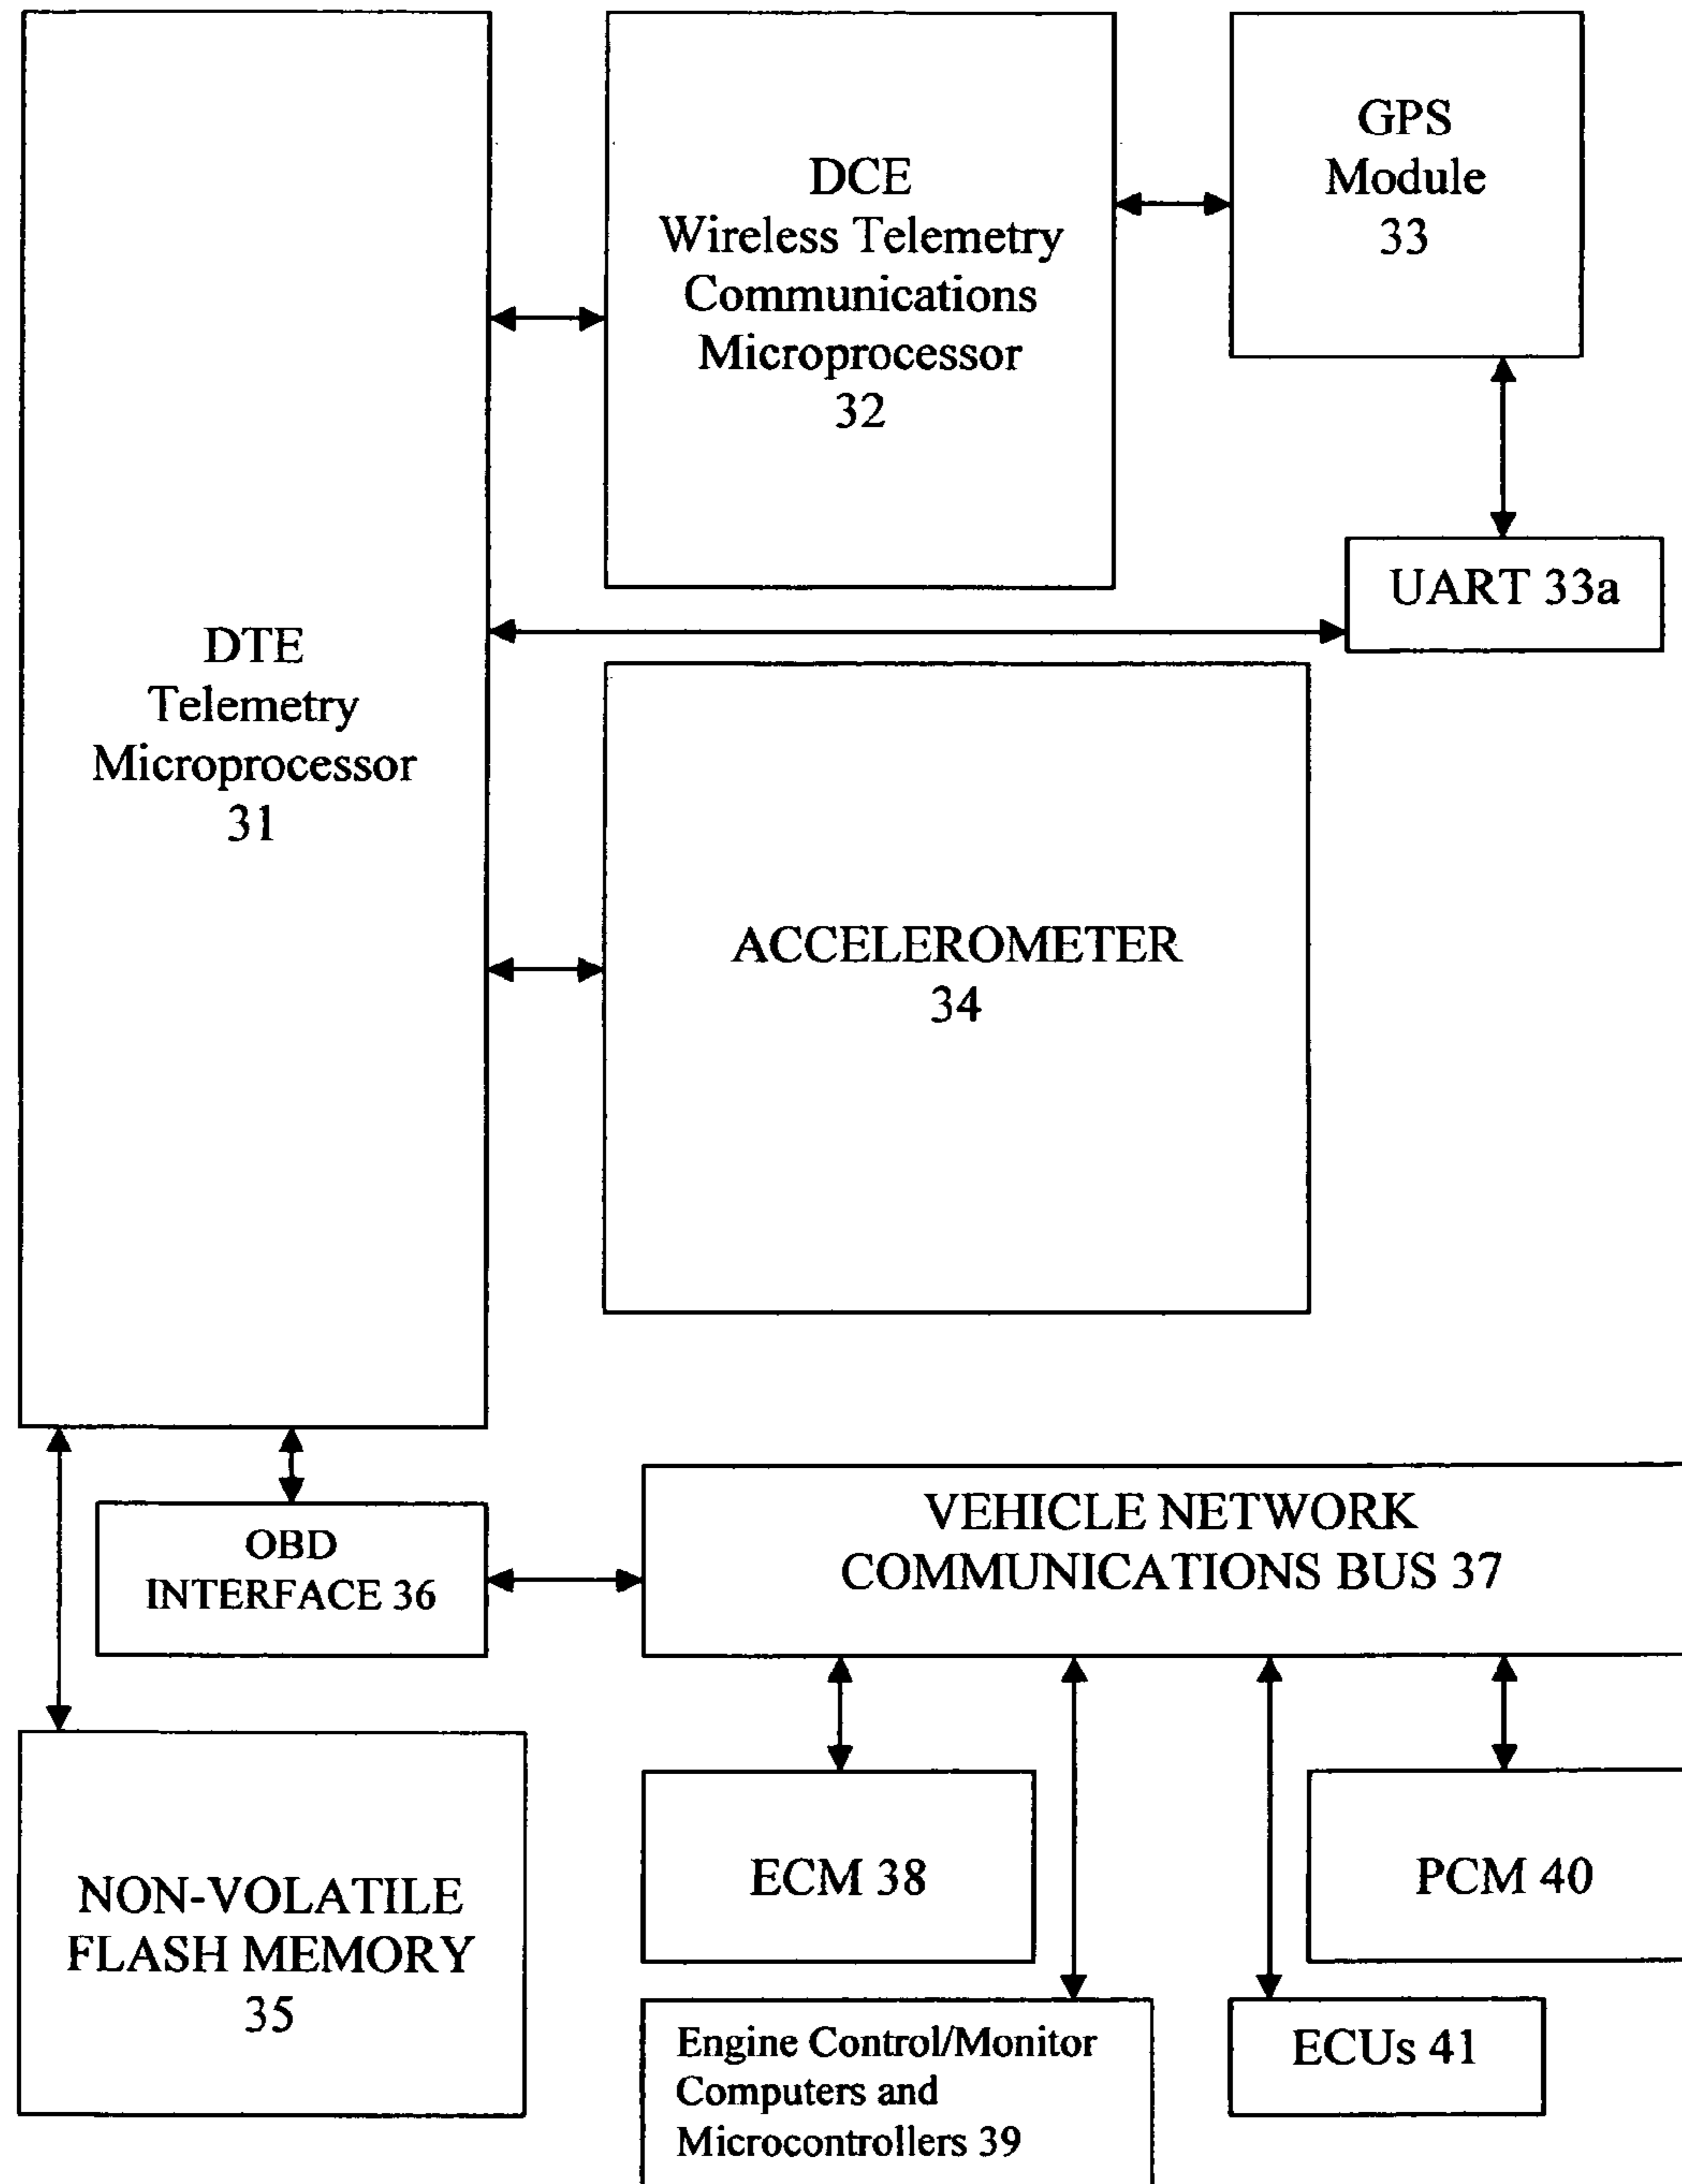 DCE
Wireless Telemetry
Communications
Microprocessor
32
GPS
Module
33
UART 33a
DTE
Telemetry
Microprocessor
31
ACCELEROMETER
34
OBD
INTERFACE 36
VEHICLE NETWORK
COMMUNICATIONS BUS 37
NON-VOLATILE
FLASH MEMORY
35
ECM 38
PCM 40
Engine Control/Monitor
Computers and
Microcontrollers 39
ECUs 41